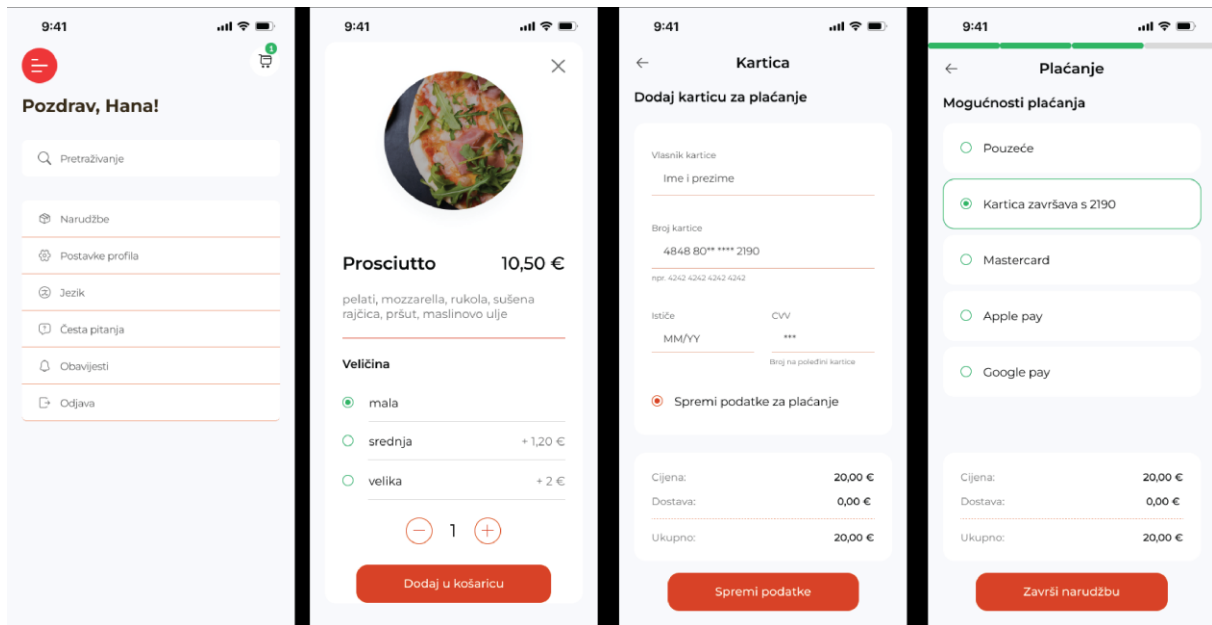 9:41
1
Pozdrav, Hana!
Pretraživanje
Narudžbe
Postavke profila
Jezik
Česta pitanja
Obavijesti
Odjava
9:41
Prosciutto 10,50 €
pelati, mozzarella, rukola, sušena
rajčica, pršut, maslinovo ulje
Veličina
mala
srednja + 1,20 €
velika + 2 €
1
Dodaj u košaricu
9:41
Kartica
Dodaj karticu za plaćanje
Vlasnik kartice
Ime i prezime
Broj kartice
4848 80** **** 2190
npr. 4242 4242 4242 4242
Ističe CVV
MM/YY ***
Broj na poleđini kartice
Spremi podatke za plaćanje
Cijena: 20,00 €
Dostava: 0,00 €
Ukupno: 20,00 €
Spremi podatke
9:41
Plaćanje
Mogućnosti plaćanja
Pouzeće
Kartica završava s 2190
Mastercard
Apple pay
Google pay
Cijena: 20,00 €
Dostava: 0,00 €
Ukupno: 20,00 €
Završi narudžbu